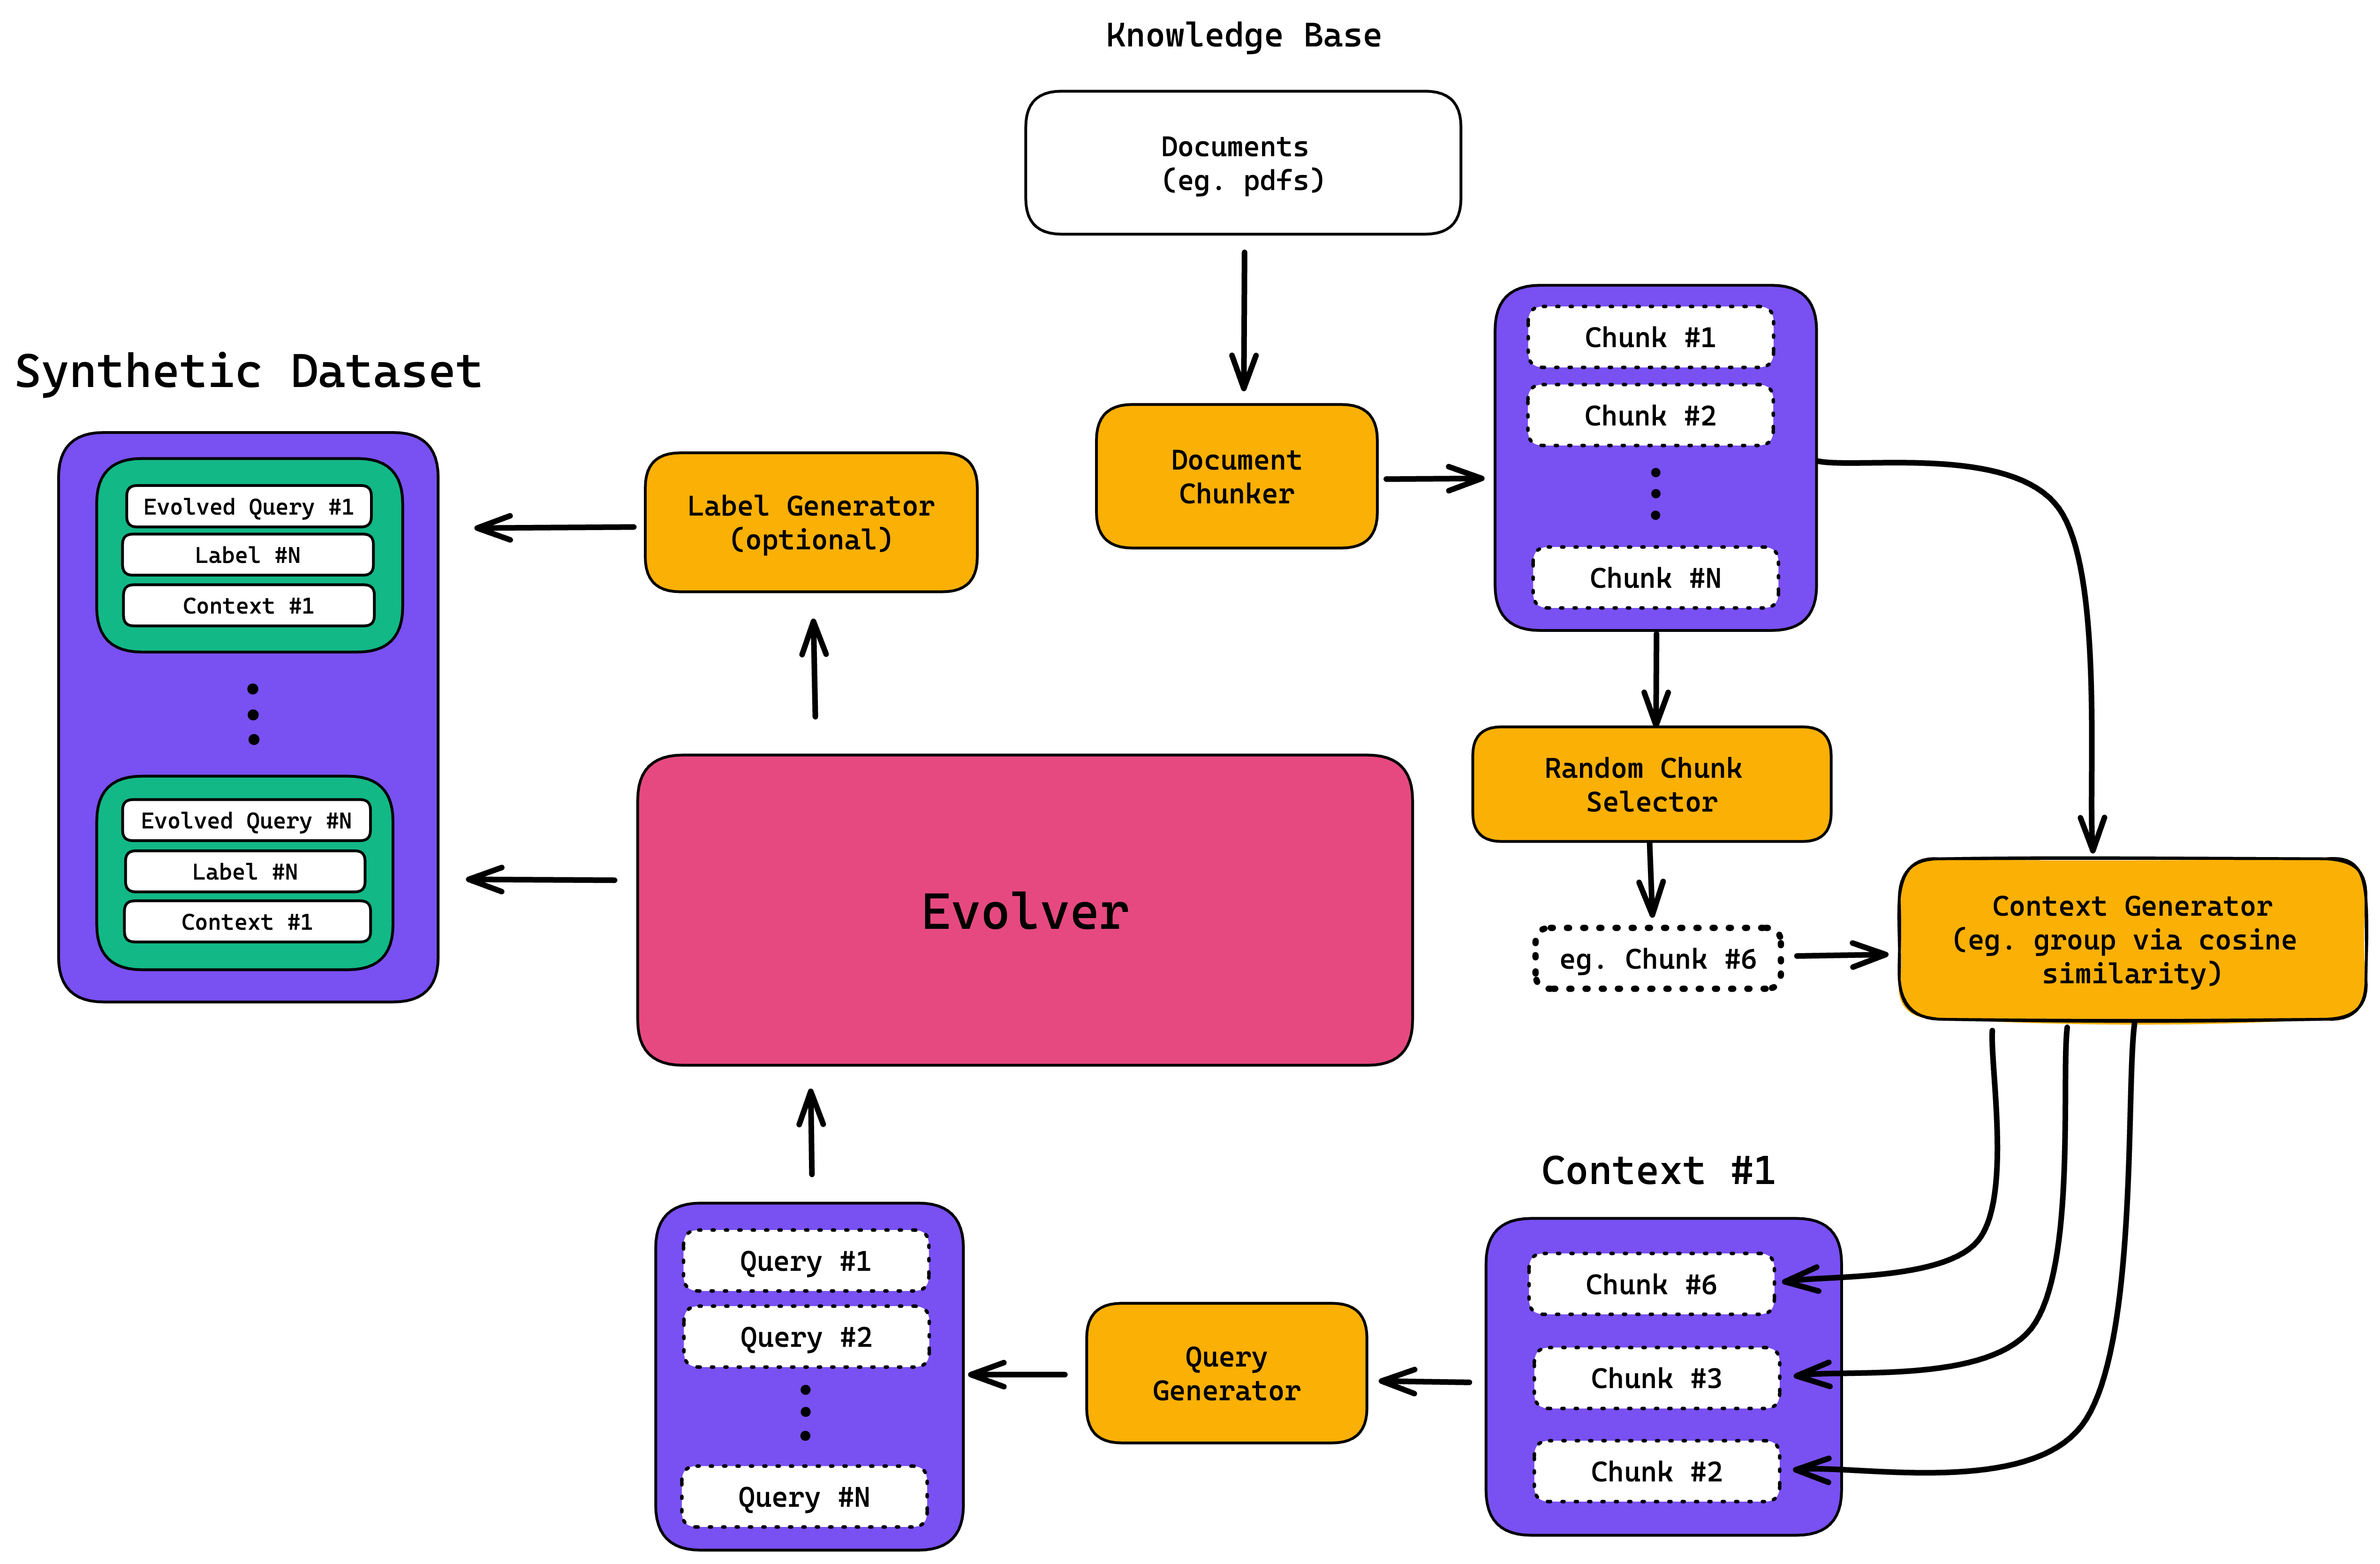 Knowledge Base
Documents
(eg. pdfs)
Document
Chunker
Chunk #1
Chunk #2
Chunk #N
Random Chunk
Selector
eg. Chunk #6
Context Generator
(eg. group via cosine
similarity)
Context #1
Chunk #6
Chunk #3
Chunk #2
Query
Generator
Query #1
Query #2
Query #N
Evolver
Label Generator
(optional)
Synthetic Dataset
Evolved Query #1
Label #N
Context #1
Evolved Query #N
Label #N
Context #1